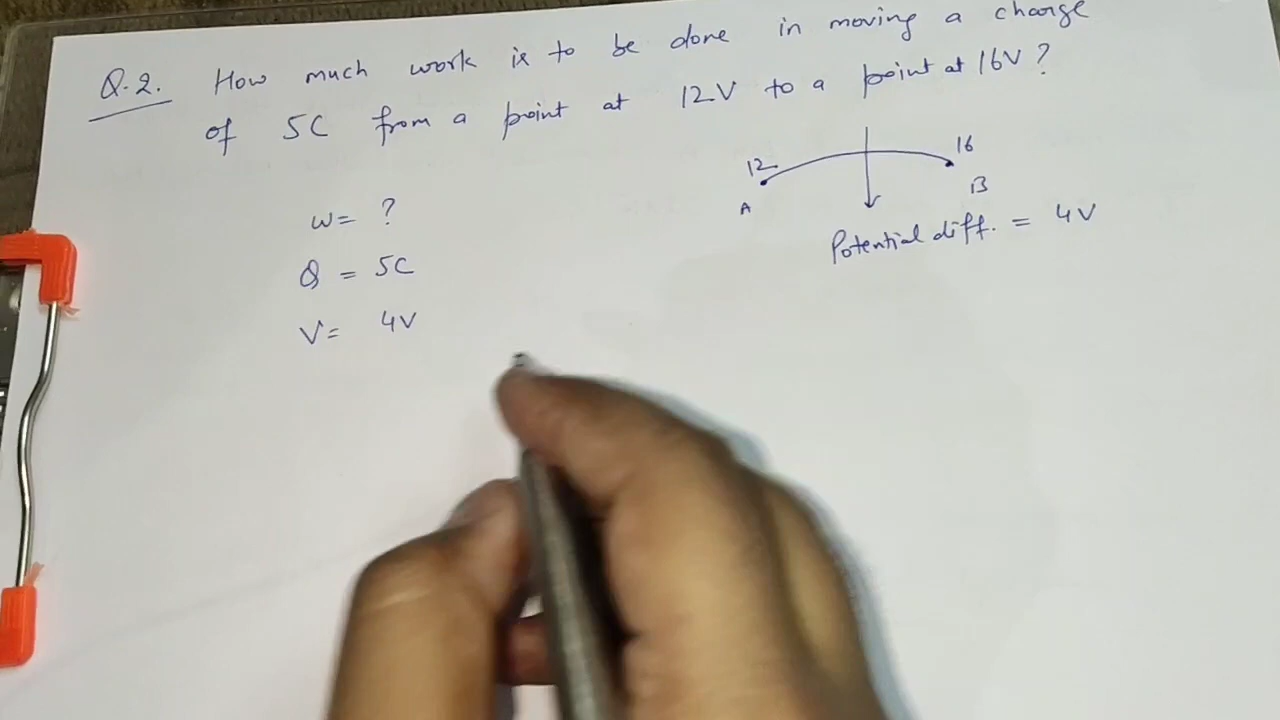 Q.2. How much work is to be done in moving a charge
of 5C from a point at 12V to a point at 16V?
12 16
A B
Potential diff. = 4V
w= ?
Q = 5C
V= 4V